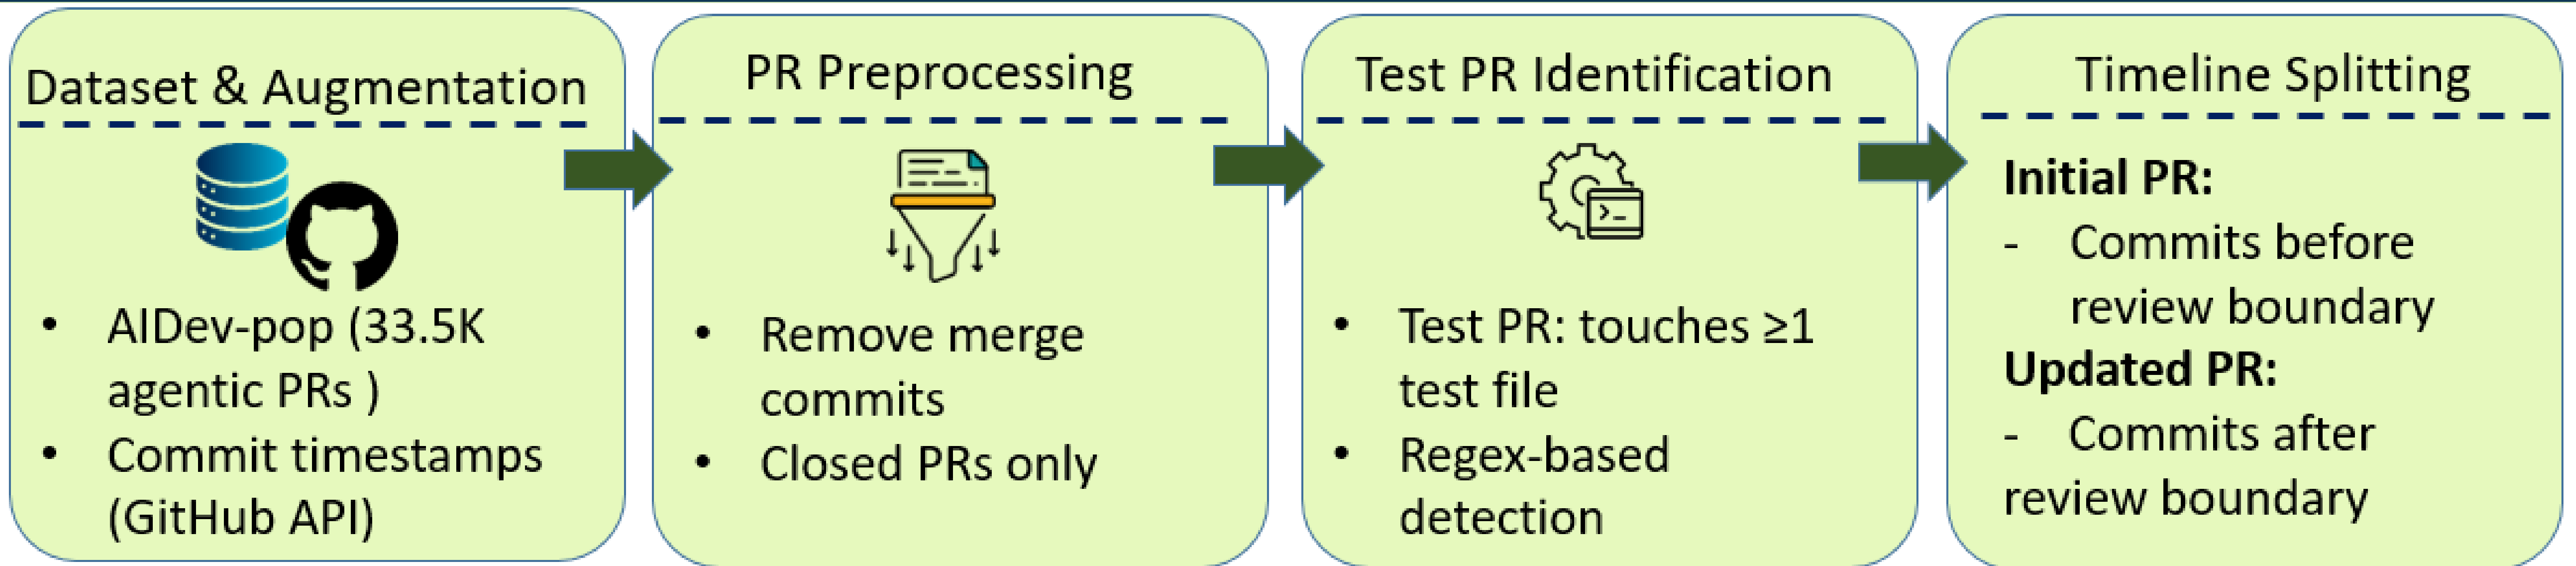 Dataset & Augmentation
• AIDev-pop (33.5K
agentic PRs )
• Commit timestamps
(GitHub API)
PR Preprocessing
• Remove merge
commits
• Closed PRs only
Test PR Identification
>_
• Test PR: touches ≥1
test file
• Regex-based
detection
Timeline Splitting
Initial PR:
- Commits before
review boundary
Updated PR:
- Commits after
review boundary